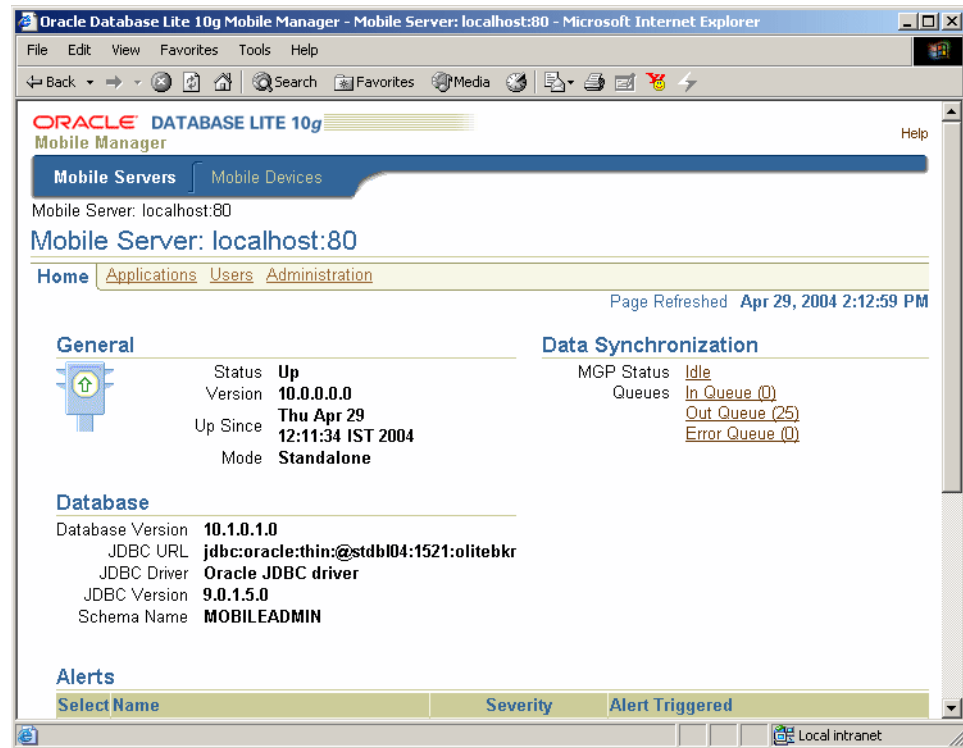 Oracle Database Lite 10g Mobile Manager - Mobile Server: localhost:80 - Microsoft Internet Explorer
File Edit View Favorites Tools Help
Back Search Favorites Media
ORACLE DATABASE LITE 10g
Mobile Manager
Help
Mobile Servers Mobile Devices
Mobile Server: localhost:80
Mobile Server: localhost:80
Home Applications Users Administration
Page Refreshed Apr 29, 2004 2:12:59 PM
General
Status Up
Version 10.0.0.0.0
Up Since Thu Apr 29
12:11:34 IST 2004
Mode Standalone
Data Synchronization
MGP Status Idle
Queues In Queue (0)
Out Queue (25)
Error Queue (0)
Database
Database Version 10.1.0.1.0
JDBC URL jdbc:oracle:thin:@stdbl04:1521:olitebkr
JDBC Driver Oracle JDBC driver
JDBC Version 9.0.1.5.0
Schema Name MOBILEADMIN
Alerts
Select Name Severity Alert Triggered
Local intranet